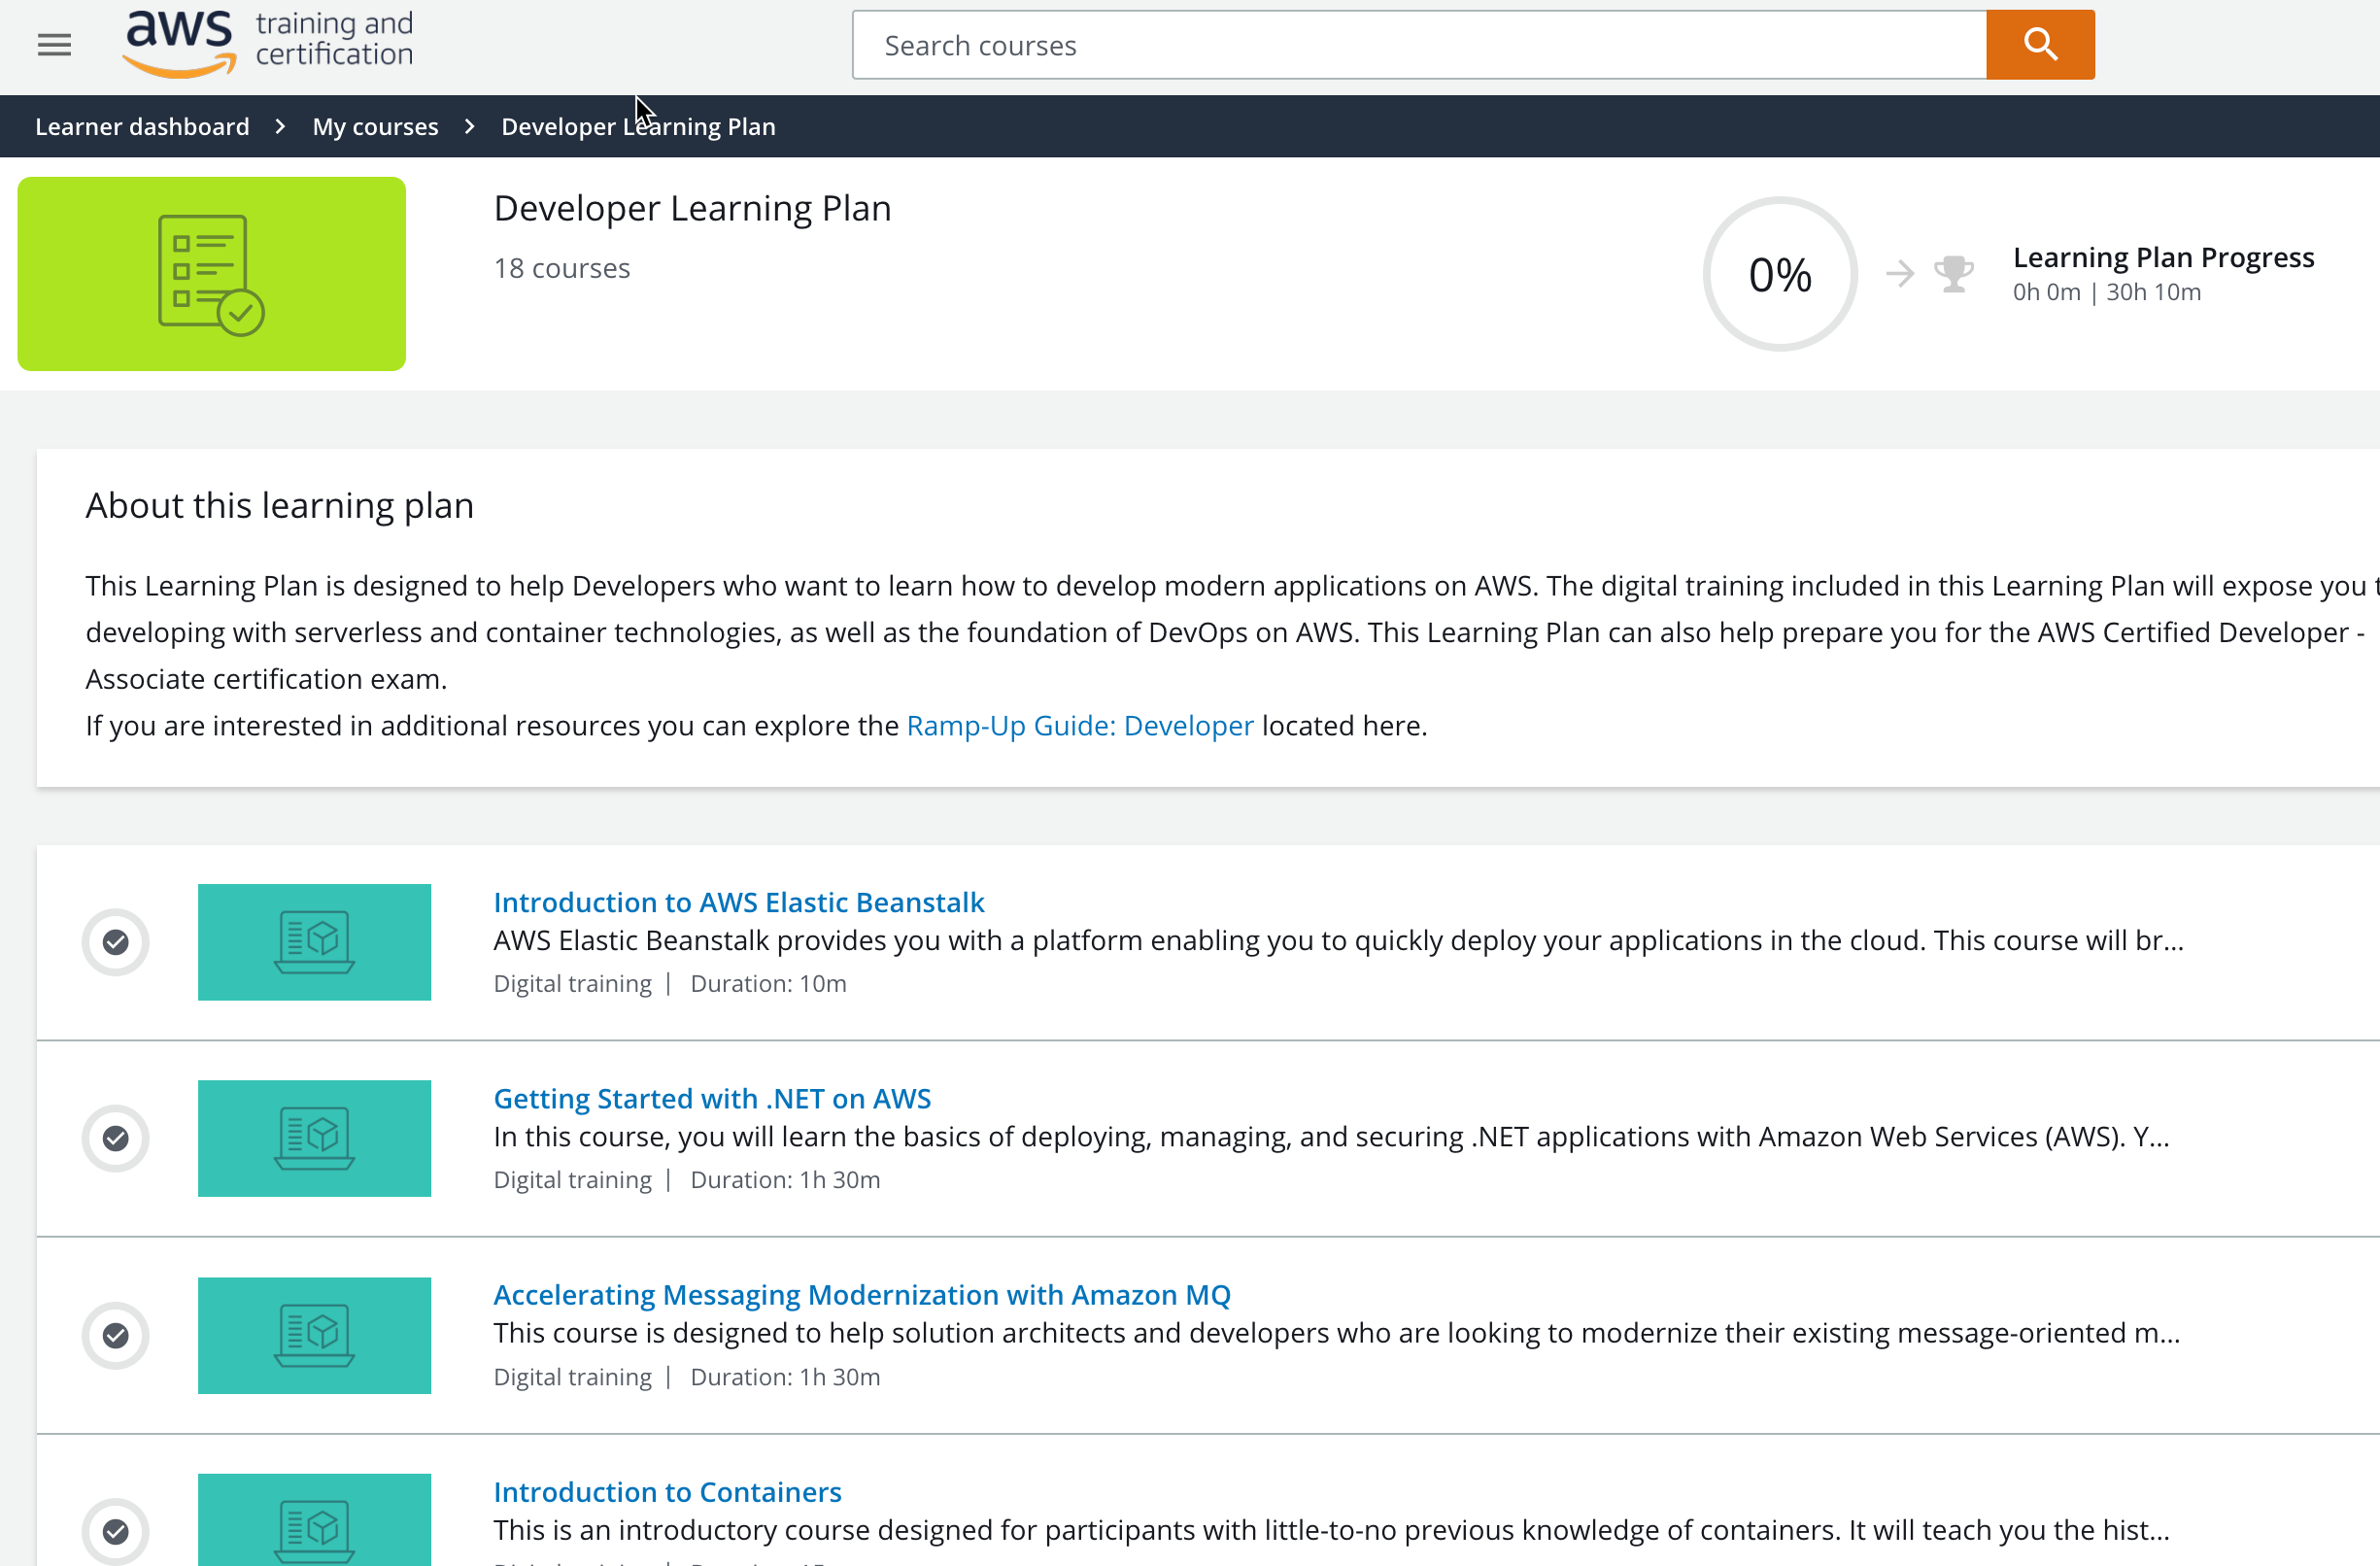 aws training and
certification
Search courses
Learner dashboard > My courses > Developer Learning Plan
Developer Learning Plan
18 courses
0%
Learning Plan Progress
0h 0m | 30h 10m
About this learning plan
This Learning Plan is designed to help Developers who want to learn how to develop modern applications on AWS. The digital training included in this Learning Plan will expose you
developing with serverless and container technologies, as well as the foundation of DevOps on AWS. This Learning Plan can also help prepare you for the AWS Certified Developer -
Associate certification exam.
If you are interested in additional resources you can explore the Ramp-Up Guide: Developer located here.
Introduction to AWS Elastic Beanstalk
AWS Elastic Beanstalk provides you with a platform enabling you to quickly deploy your applications in the cloud. This course will br...
Digital training | Duration: 10m
Getting Started with .NET on AWS
In this course, you will learn the basics of deploying, managing, and securing .NET applications with Amazon Web Services (AWS). Y...
Digital training | Duration: 1h 30m
Accelerating Messaging Modernization with Amazon MQ
This course is designed to help solution architects and developers who are looking to modernize their existing message-oriented m...
Digital training | Duration: 1h 30m
Introduction to Containers
This is an introductory course designed for participants with little-to-no previous knowledge of containers. It will teach you the hist...